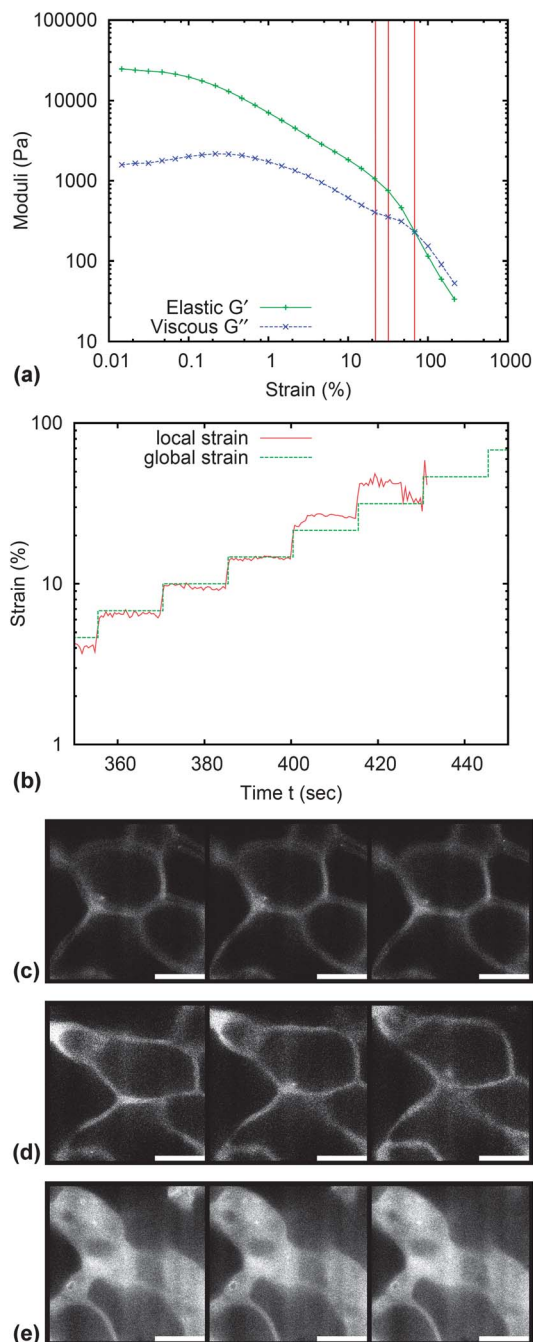 100000
10000
1000
100
10
Moduli (Pa)
Elastic G′
Viscous G″
0.01 0.1 1 10 100 1000
Strain (%)
(a)
100
10
1
Strain (%)
local strain
global strain
360 380 400 420 440
Time t (sec)
(b)
(c)
(d)
(e)